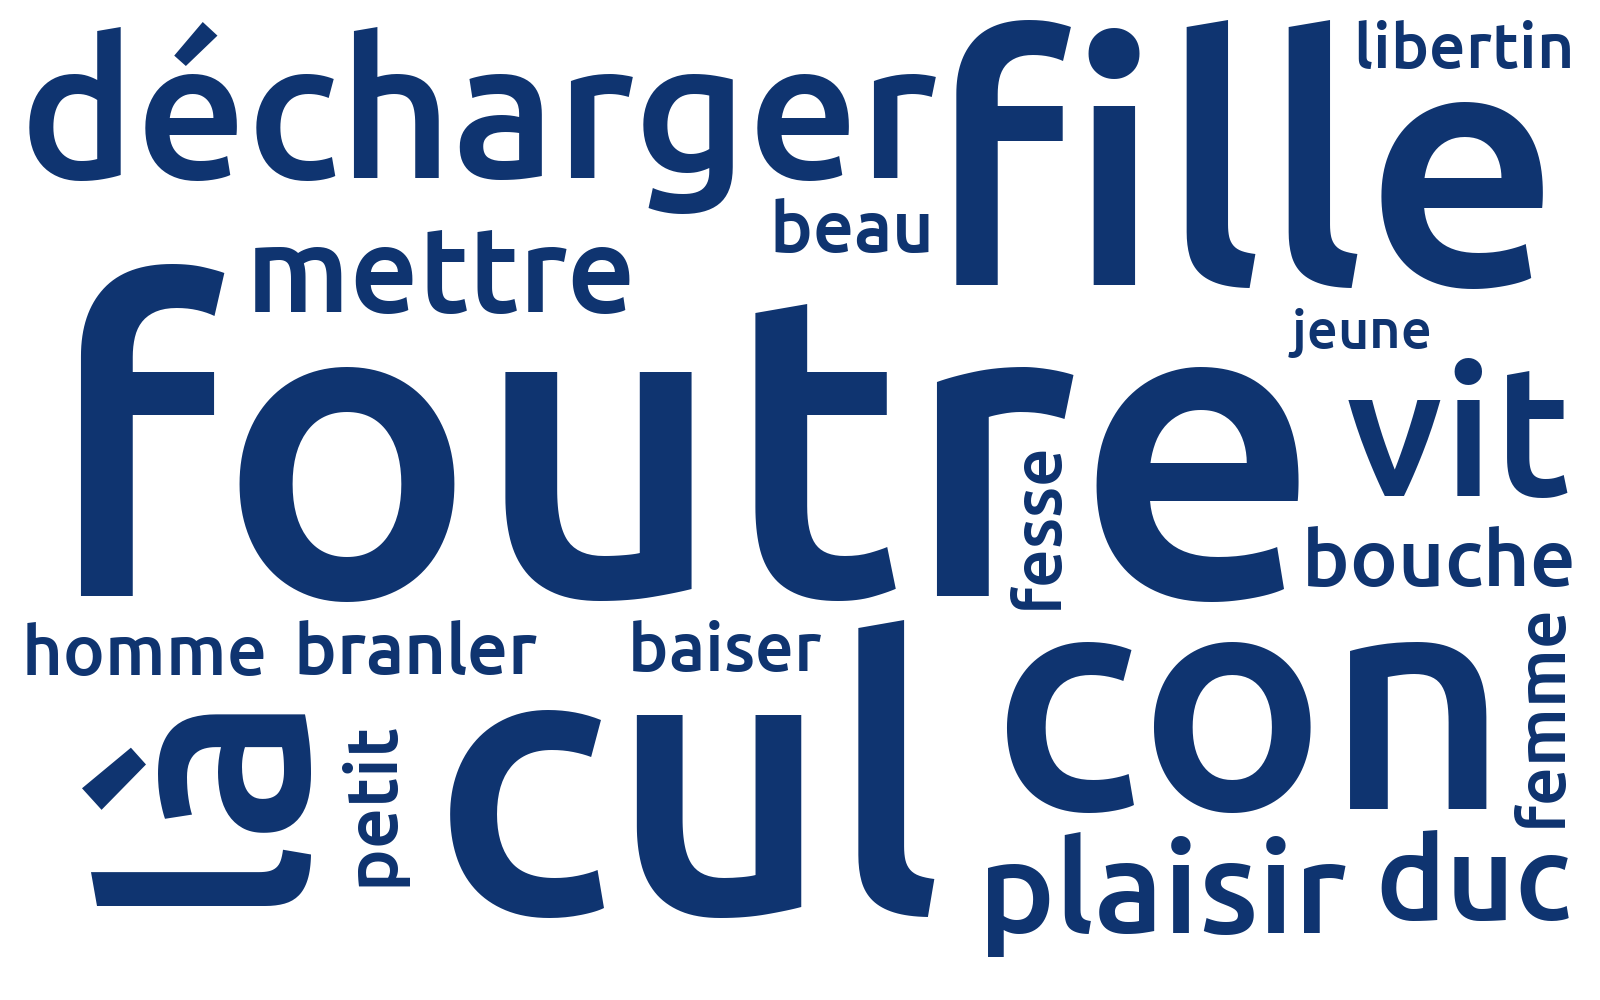 décharger
fille
libertin
beau
mettre
foutre
jeune
vit
fesse
bouche
homme
branler
baiser
cul
con
femme
là
petit
plaisir
duc